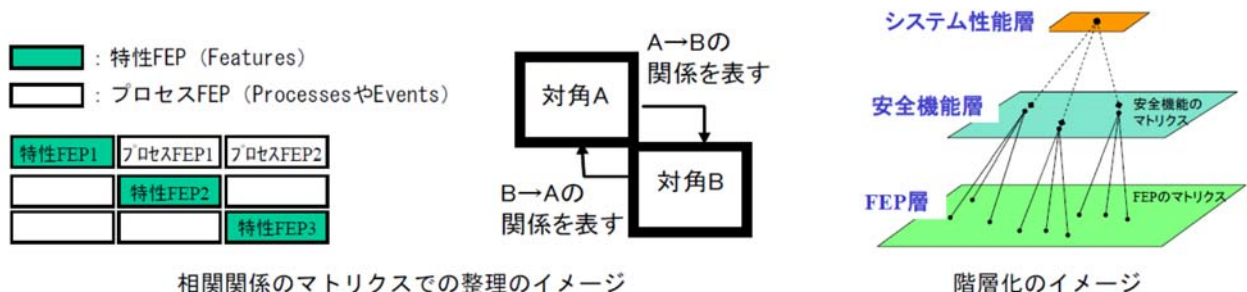 : 特性FEP（Features）
: プロセスFEP（ProcessesやEvents）
特性FEP1 プロセスFEP1 プロセスFEP2
特性FEP2
特性FEP3
対角A
A→Bの
関係を表す
対角B
B→Aの
関係を表す
相関関係のマトリクスでの整理のイメージ
システム性能層
安全機能層
安全機能の
マトリクス
FEP層
FEPのマトリクス
階層化のイメージ